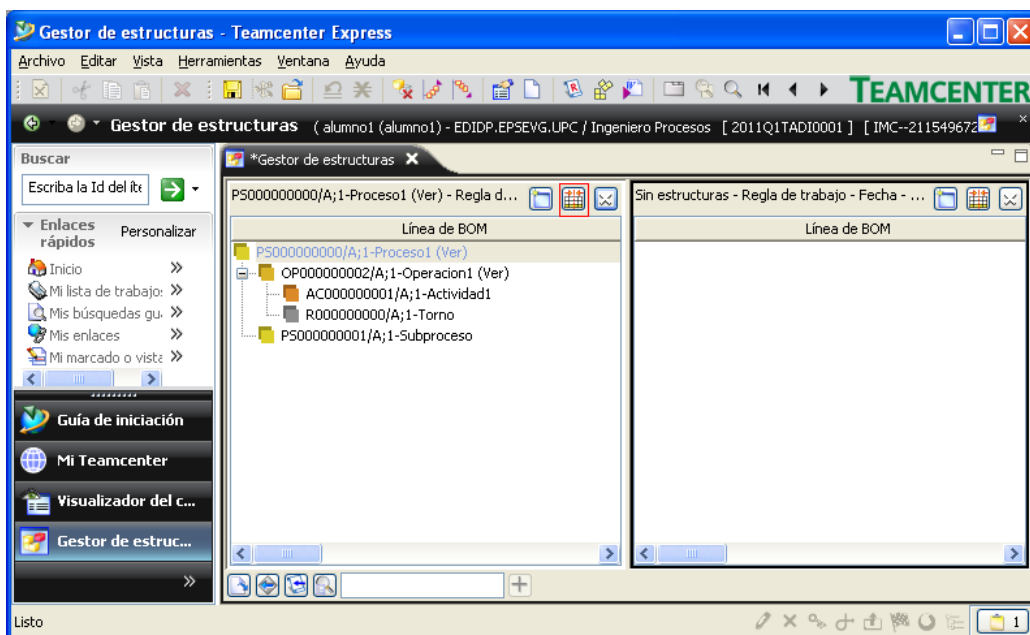 Gestor de estructuras - Teamcenter Express
Archivo Editar Vista Herramientas Ventana Ayuda
TEAMCENTER
Gestor de estructuras ( alumno1 (alumno1) - EDIDP.EPSEVG.UPC / Ingeniero Procesos [ 2011Q1TADI0001 ] [ IMC--211549672
Buscar
Escriba la Id del íte
Enlaces rápidos
Personalizar
Inicio
Mi lista de trabajo:
Mis búsquedas gu
Mis enlaces
Mi marcado o vista
Guía de iniciación
Mi Teamcenter
Visualizador del c...
Gestor de estruc...
*Gestor de estructuras
PS000000000/A;1-Proceso1 (Ver) - Regla d...
Línea de BOM
PS000000000/A;1-Proceso1 (Ver)
OP000000002/A;1-Operacion1 (Ver)
AC000000001/A;1-Actividad1
R000000000/A;1-Torno
PS000000001/A;1-Subproceso
Sin estructuras - Regla de trabajo - Fecha - ...
Línea de BOM
Listo
1